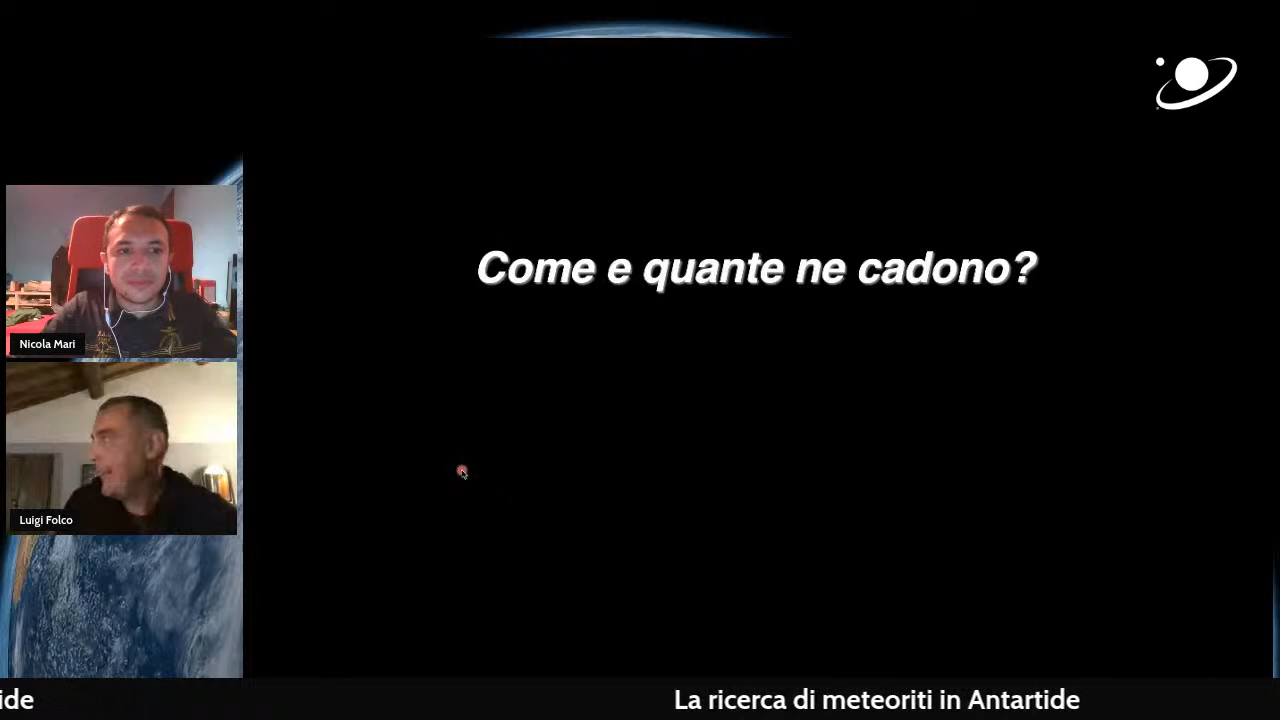 Come e quante ne cadono?
Nicola Mari
Luigi Folco
ide
La ricerca di meteoriti in Antartide